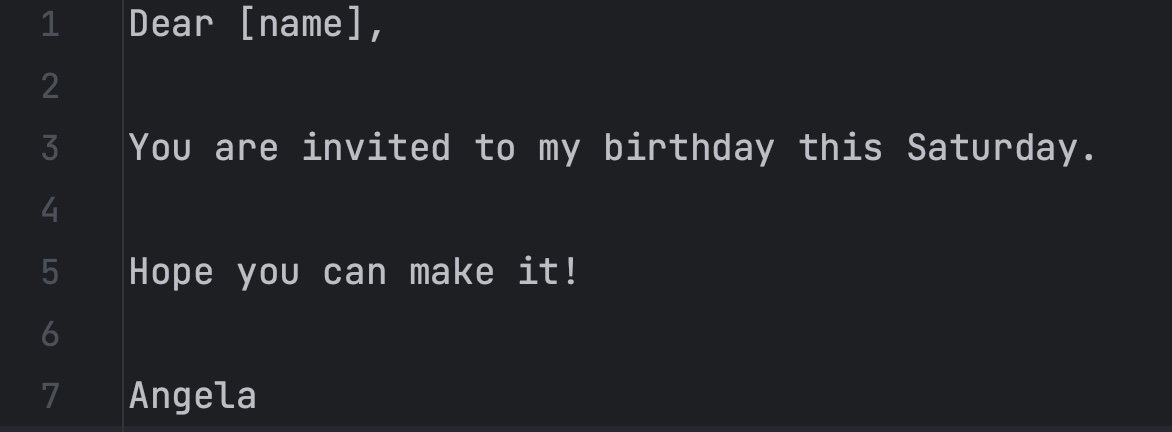 1 Dear [name],
2
3 You are invited to my birthday this Saturday.
4
5 Hope you can make it!
6
7 Angela